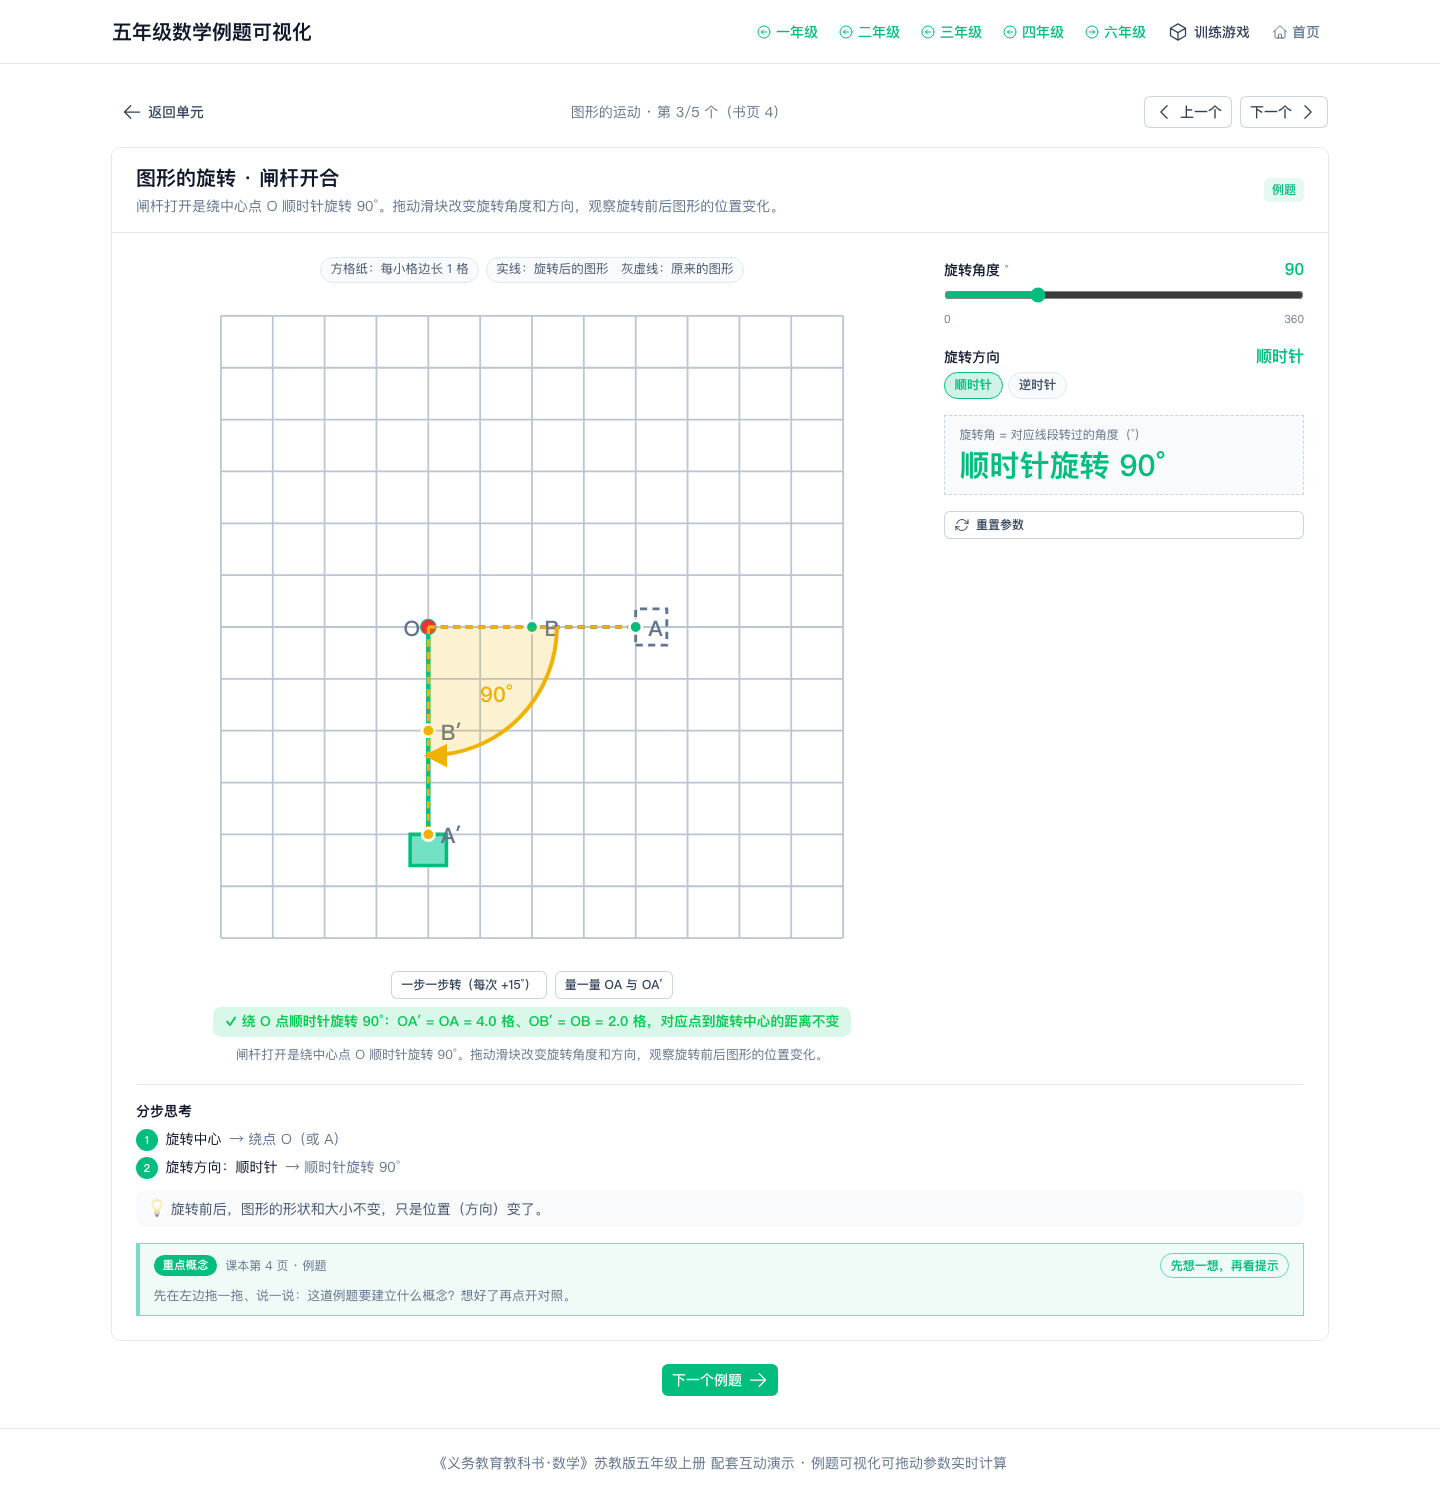 五年级数学例题可视化
一年级 二年级 三年级 四年级 六年级 训练游戏 首页
返回单元 图形的运动 · 第 3/5 个（书页 4） 上一个 下一个
图形的旋转 · 闸杆开合
闸杆打开是绕中心点 O 顺时针旋转 90°。拖动滑块改变旋转角度和方向，观察旋转前后图形的位置变化。
例题
方格纸：每小格边长 1 格 实线：旋转后的图形 灰虚线：原来的图形
O B A
90°
B′
A′
一步一步转（每次 +15°） 量一量 OA 与 OA′
✓ 绕 O 点顺时针旋转 90°：OA′ = OA = 4.0 格、OB′ = OB = 2.0 格，对应点到旋转中心的距离不变
闸杆打开是绕中心点 O 顺时针旋转 90°。拖动滑块改变旋转角度和方向，观察旋转前后图形的位置变化。
旋转角度 ° 90
0 360
旋转方向 顺时针
顺时针 逆时针
旋转角 = 对应线段转过的角度（°）
顺时针旋转 90°
重置参数
分步思考
1 旋转中心 → 绕点 O（或 A）
2 旋转方向：顺时针 → 顺时针旋转 90°
旋转前后，图形的形状和大小不变，只是位置（方向）变了。
重点概念 课本第 4 页 · 例题 先想一想，再看提示
先在左边拖一拖、说一说：这道例题要建立什么概念？想好了再点开对照。
下一个例题 →
《义务教育教科书·数学》苏教版五年级上册 配套互动演示 · 例题可视化可拖动参数实时计算